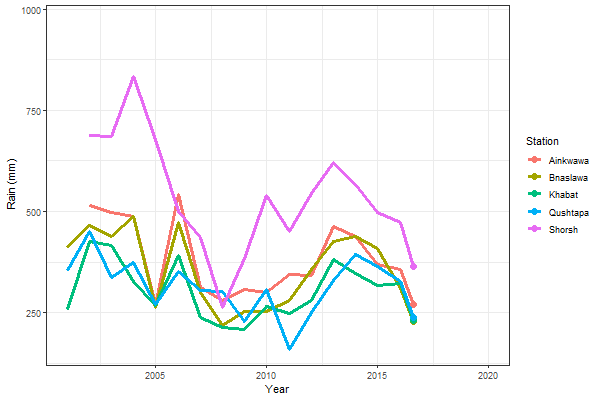 1000
750
500
250
Rain (mm)
2005
2010
2015
2020
Year
Station
Ainkwawa
Bnaslawa
Khabat
Qushtapa
Shorsh